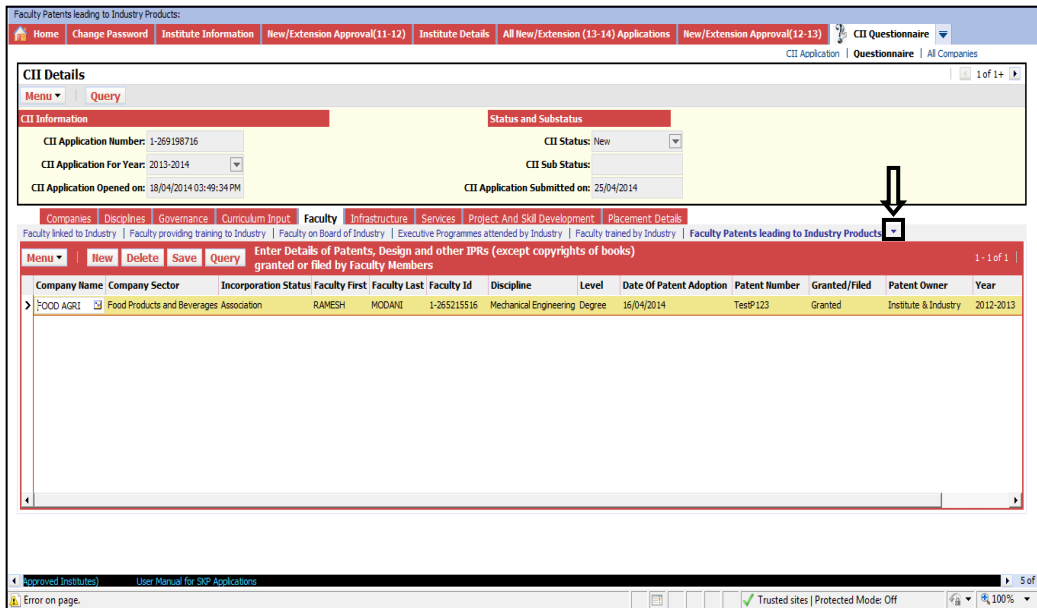 Faculty Patents leading to Industry Products:
Home Change Password Institute Information New/Extension Approval(11-12) Institute Details All New/Extension (13-14) Applications New/Extension Approval(12-13) CII Questionnaire
CII Application | Questionnaire | All Companies
CII Details 1 of 1+
Menu Query
CII Information Status and Substatus
CII Application Number: 1-269198716 CII Status: New
CII Application For Year: 2013-2014 CII Sub Status:
CII Application Opened on: 18/04/2014 03:49:34 PM CII Application Submitted on: 25/04/2014
Companies Disciplines Governance Curriculum Input Faculty Infrastructure Services Project And Skill Development Placement Details
Faculty linked to Industry | Faculty providing training to Industry | Faculty on Board of Industry | Executive Programmes attended by Industry | Faculty trained by Industry | Faculty Patents leading to Industry Products
Menu New Delete Save Query Enter Details of Patents, Design and other IPRs (except copyrights of books) 1 - 1 of 1
granted or filed by Faculty Members
Company Name Company Sector Incorporation Status Faculty First Faculty Last Faculty Id Discipline Level Date Of Patent Adoption Patent Number Granted/Filed Patent Owner Year
FOOD AGRI Food Products and Beverages Association RAMESH MODANI 1-265215516 Mechanical Engineering Degree 16/04/2014 TestP123 Granted Institute & Industry 2012-2013
Approved Institutes) User Manual for SKP Applications 5 of
Error on page. Trusted sites | Protected Mode: Off 100%